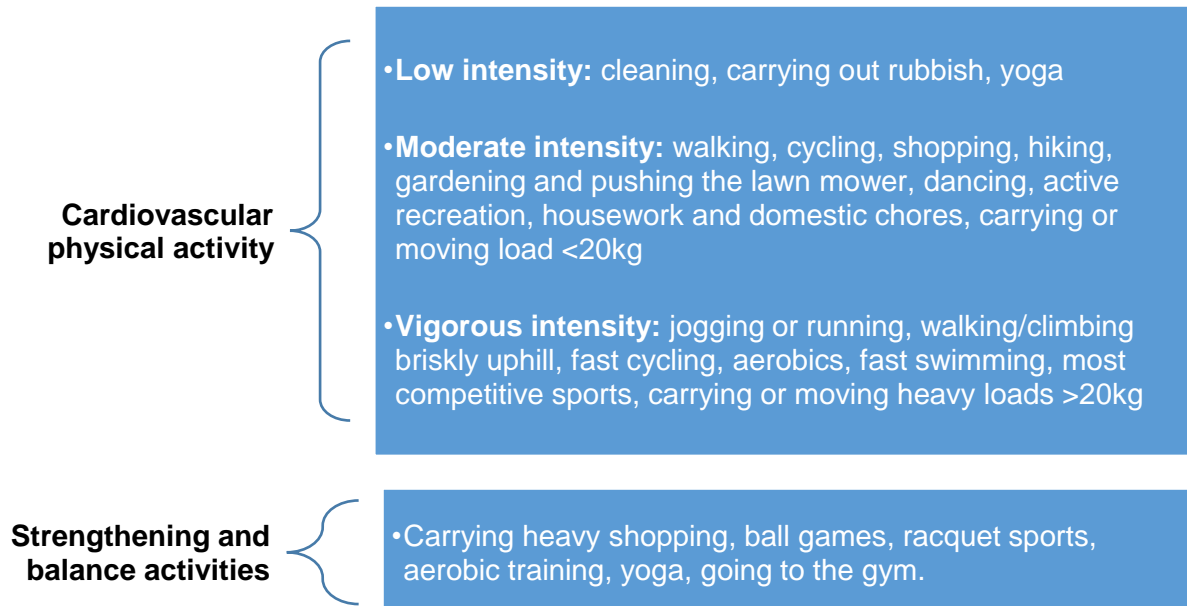 Cardiovascular
physical activity
•Low intensity: cleaning, carrying out rubbish, yoga
•Moderate intensity: walking, cycling, shopping, hiking,
gardening and pushing the lawn mower, dancing, active
recreation, housework and domestic chores, carrying or
moving load <20kg
•Vigorous intensity: jogging or running, walking/climbing
briskly uphill, fast cycling, aerobics, fast swimming, most
competitive sports, carrying or moving heavy loads >20kg
Strengthening and
balance activities
•Carrying heavy shopping, ball games, racquet sports,
aerobic training, yoga, going to the gym.